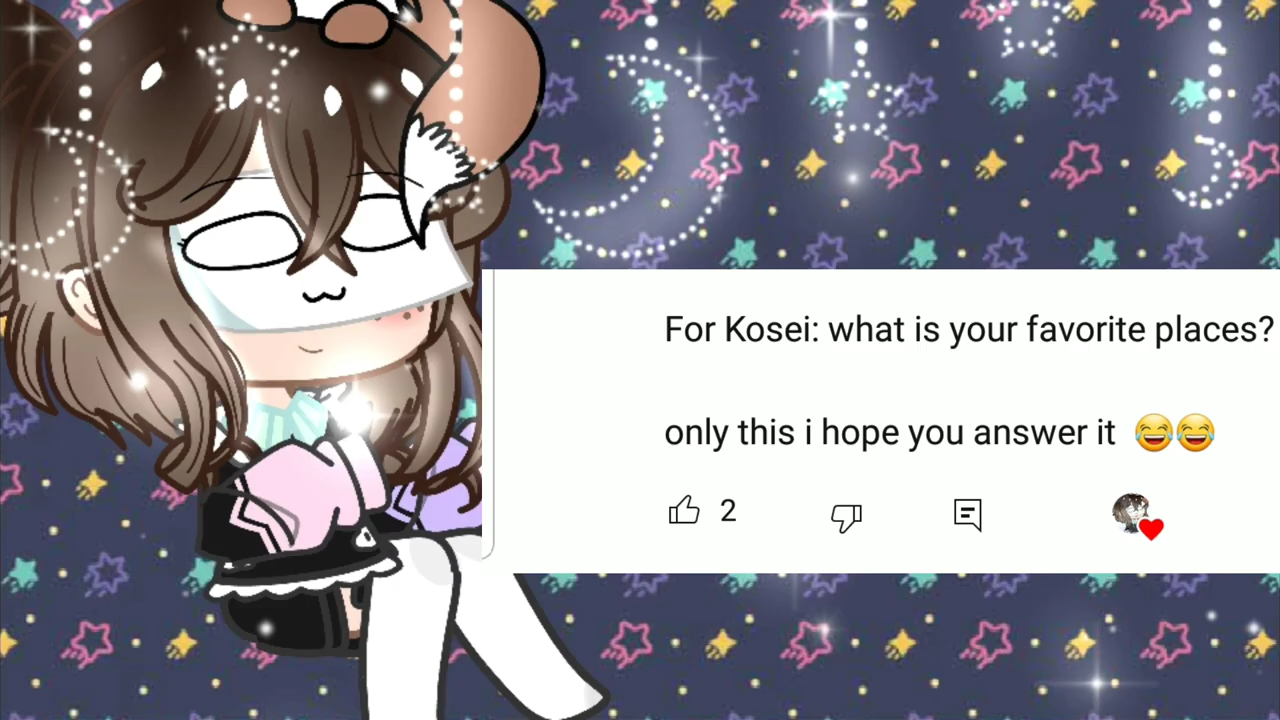 For Kosei: what is your favorite places?
only this i hope you answer it 😂😂
2